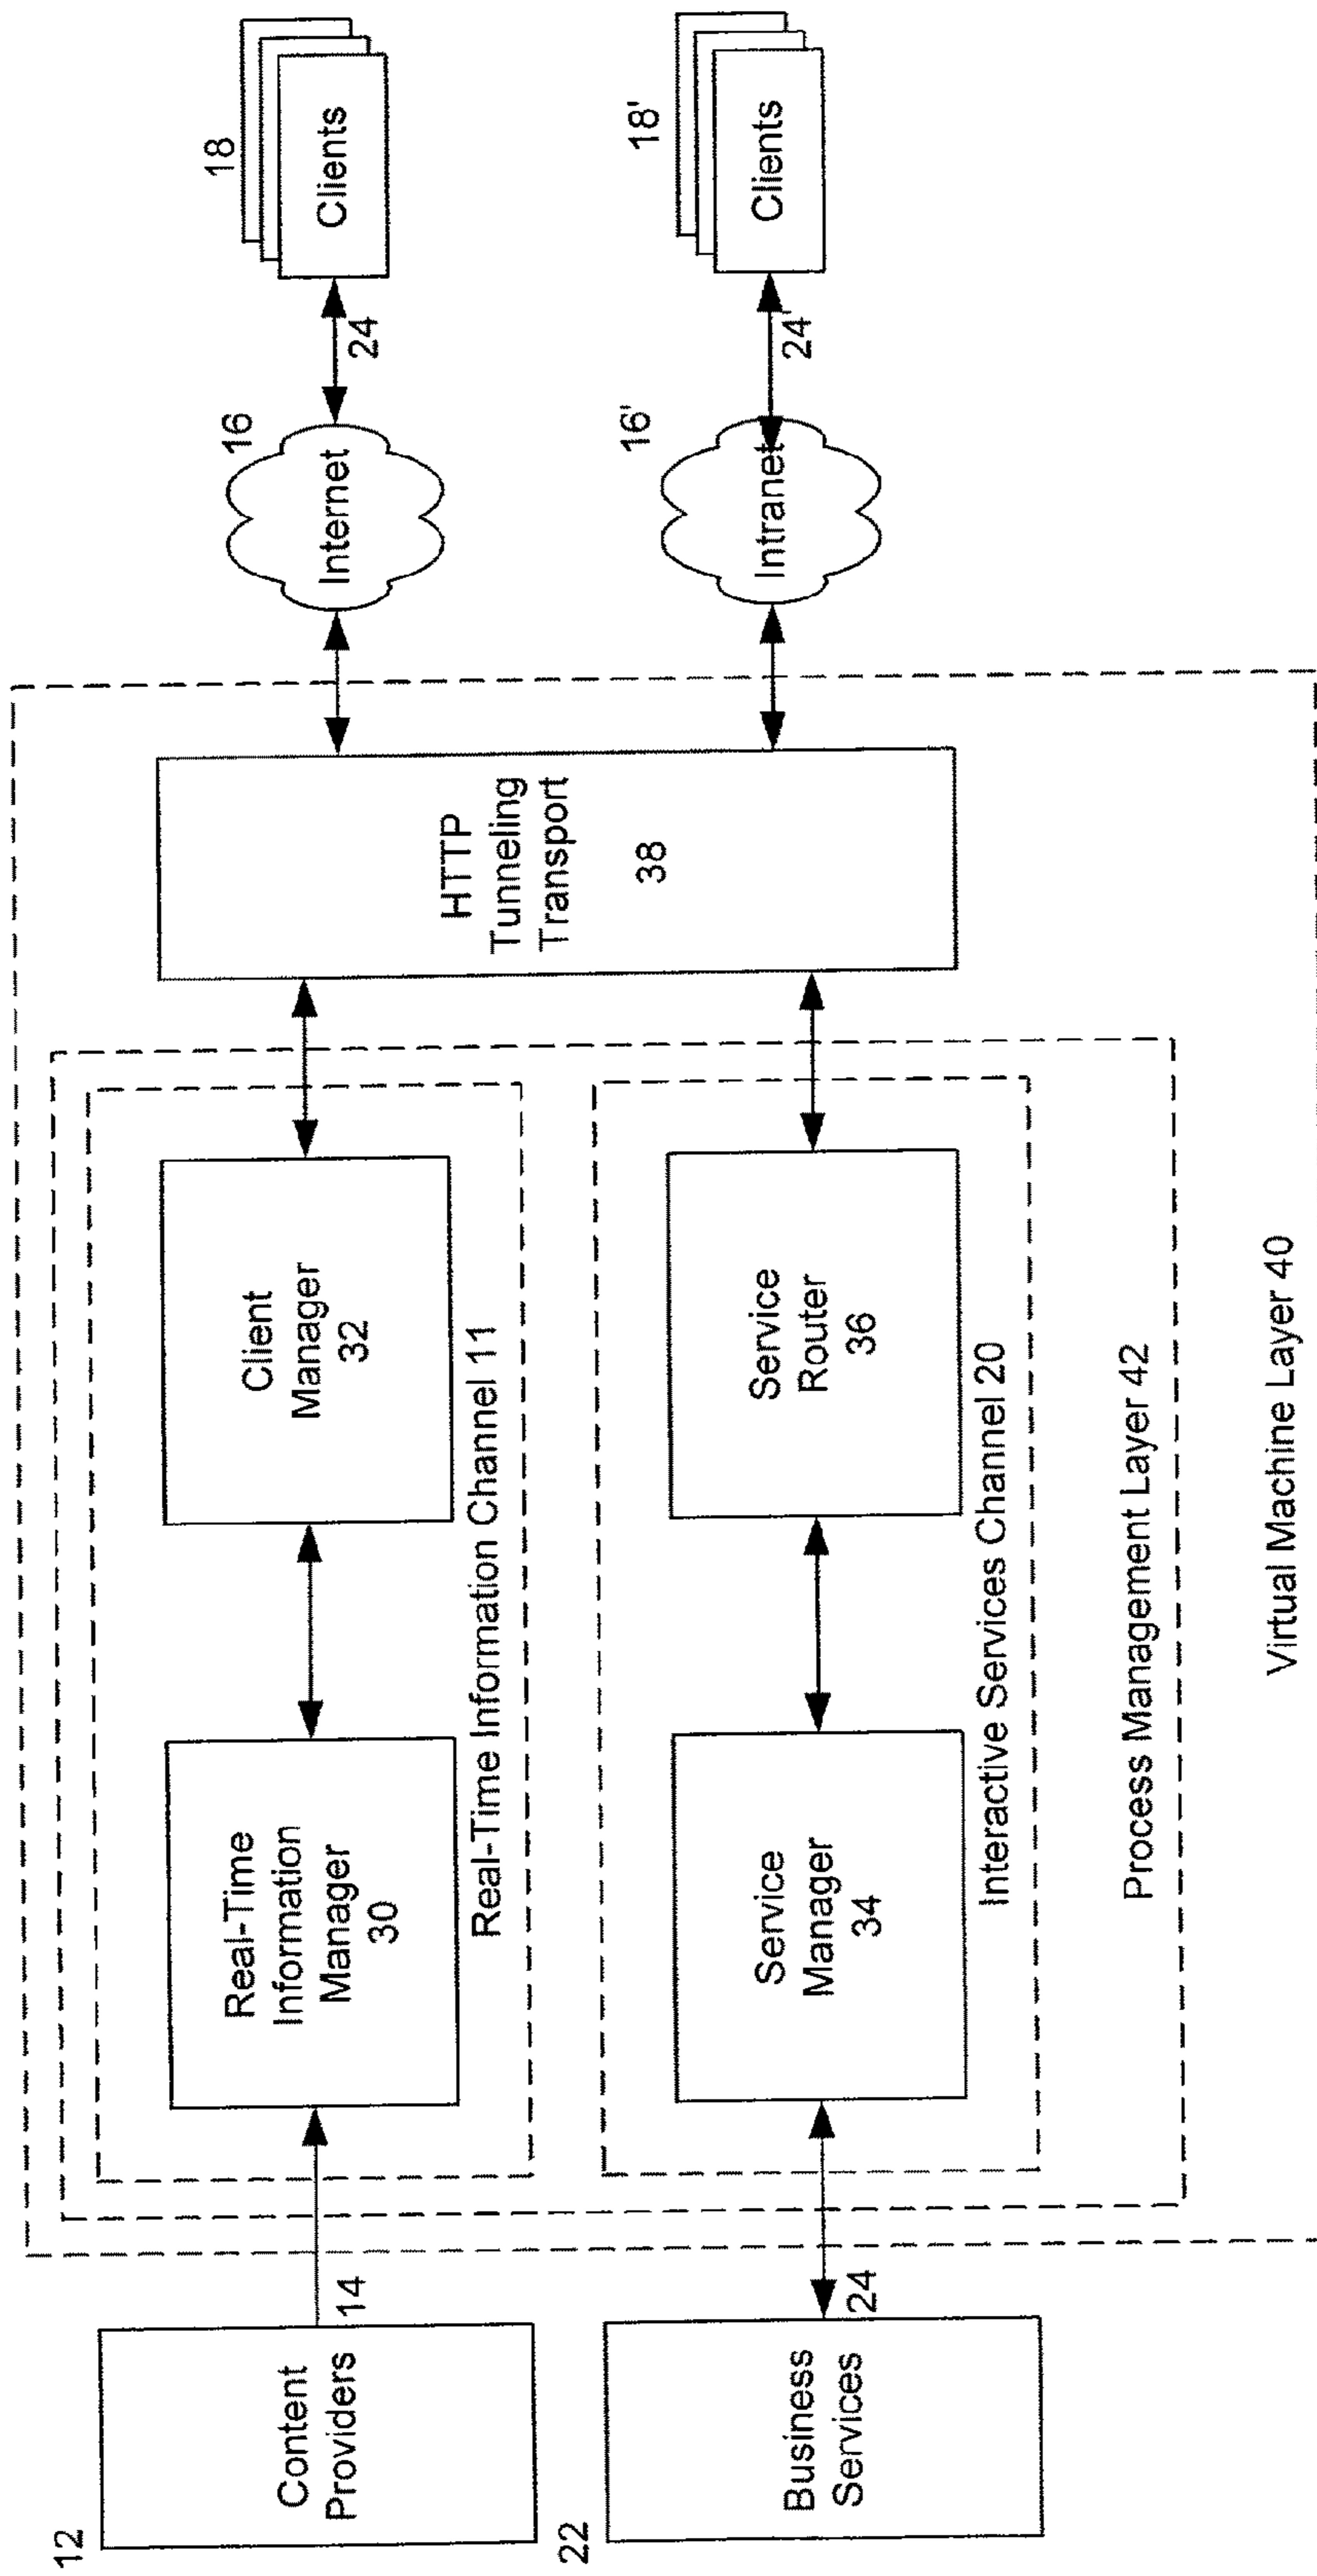 12
Content
Providers
14
Real-Time
Information
Manager
30
Client
Manager
32
Real-Time Information Channel 11
22
Business
Services
24
Service
Manager
34
Service
Router
36
Interactive Services Channel 20
Process Management Layer 42
Virtual Machine Layer 40
HTTP
Tunneling
Transport
38
16
Internet
24
18
Clients
16'
Intranet
24'
18'
Clients